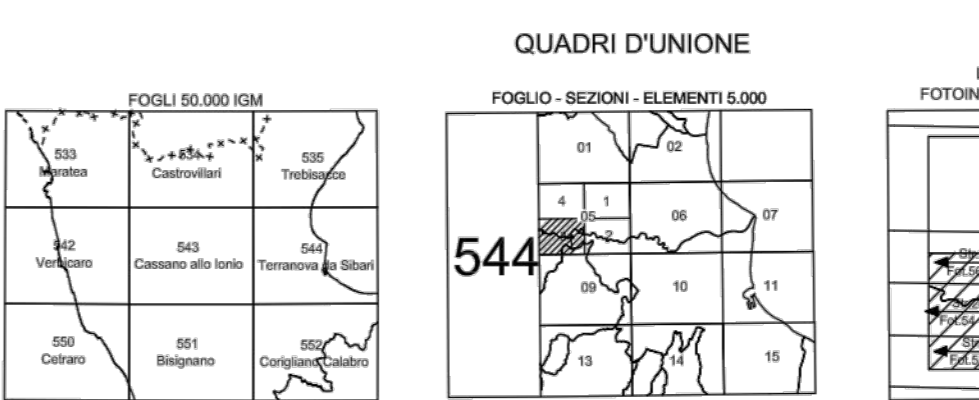 QUADRI D'UNIONE
FOGLI 50.000 IGM
533
Maratea
534
Castrovillari
535
Trebisacce
542
Verbicaro
543
Cassano allo Ionio
544
Terranova da Sibari
550
Cetraro
551
Bisignano
552
Corigliano Calabro
FOGLIO - SEZIONI - ELEMENTI 5.000
544
01
02
4
1
05
2
06
07
09
10
11
13
14
15
FOTOIN